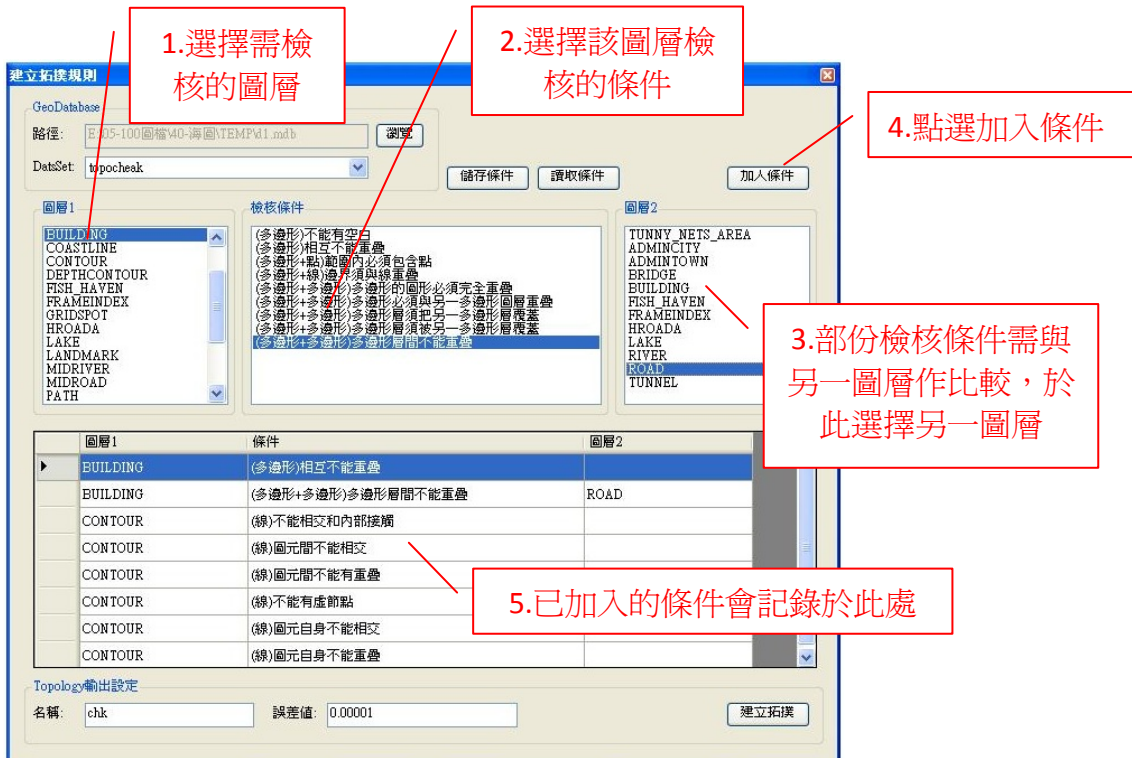 1.選擇需檢
核的圖層
2.選擇該圖層檢
核的條件
4.點選加入條件
建立拓撲規則
GeoDatabase
路徑: E:\05-100圖檔\40-海圖\TEMP\d1.mdb 瀏覽
DatsSet: topocheak
儲存條件 讀取條件 加入條件
圖層1
BUILDING
COASTLINE
CONTOUR
DEPTHCONTOUR
FISH_HAVEN
FRAMEINDEX
GRIDSPOT
HROADA
LAKE
LANDMARK
MIDRIVER
MIDROAD
PATH
檢核條件
(多邊形)不能有空白
(多邊形)相互不能重疊
(多邊形+點)範圍內必須包含點
(多邊形+線)邊界須與線重疊
(多邊形+多邊形)多邊形的圖形必須完全重疊
(多邊形+多邊形)多邊形必須與另一多邊形圖層重疊
(多邊形+多邊形)多邊形層須把另一多邊形層覆蓋
(多邊形+多邊形)多邊形層須被另一多邊形層覆蓋
(多邊形+多邊形)多邊形層間不能重疊
圖層2
TUNNY_NETS_AREA
ADMINCITY
ADMINTOWN
BRIDGE
BUILDING
FISH_HAVEN
FRAMEINDEX
HROADA
LAKE
RIVER
ROAD
TUNNEL
3.部份檢核條件需與
另一圖層作比較，於
此選擇另一圖層
圖層1 條件 圖層2
BUILDING (多邊形)相互不能重疊
BUILDING (多邊形+多邊形)多邊形層間不能重疊 ROAD
CONTOUR (線)不能相交和內部接觸
CONTOUR (線)圖元間不能相交
CONTOUR (線)圖元間不能有重疊
CONTOUR (線)不能有虛節點
CONTOUR (線)圖元自身不能相交
CONTOUR (線)圖元自身不能重疊
5.已加入的條件會記錄於此處
Topology輸出設定
名稱: chk 誤差值: 0.00001 建立拓撲